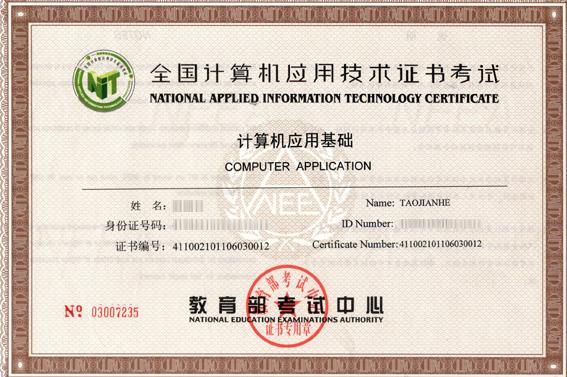 全国计算机应用技术证书考试
NATIONAL APPLIED INFORMATION TECHNOLOGY CERTIFICATE
计算机应用基础
COMPUTER APPLICATION
NEEA
姓 名: Name: TAOJIANHE
身份证号码: ID Number:
证书编号: 411002101106030012 Certificate Number: 411002101106030012
教育部考试中心
NATIONAL EDUCATION EXAMINATIONS AUTHORITY
证书专用章
№ 03007235